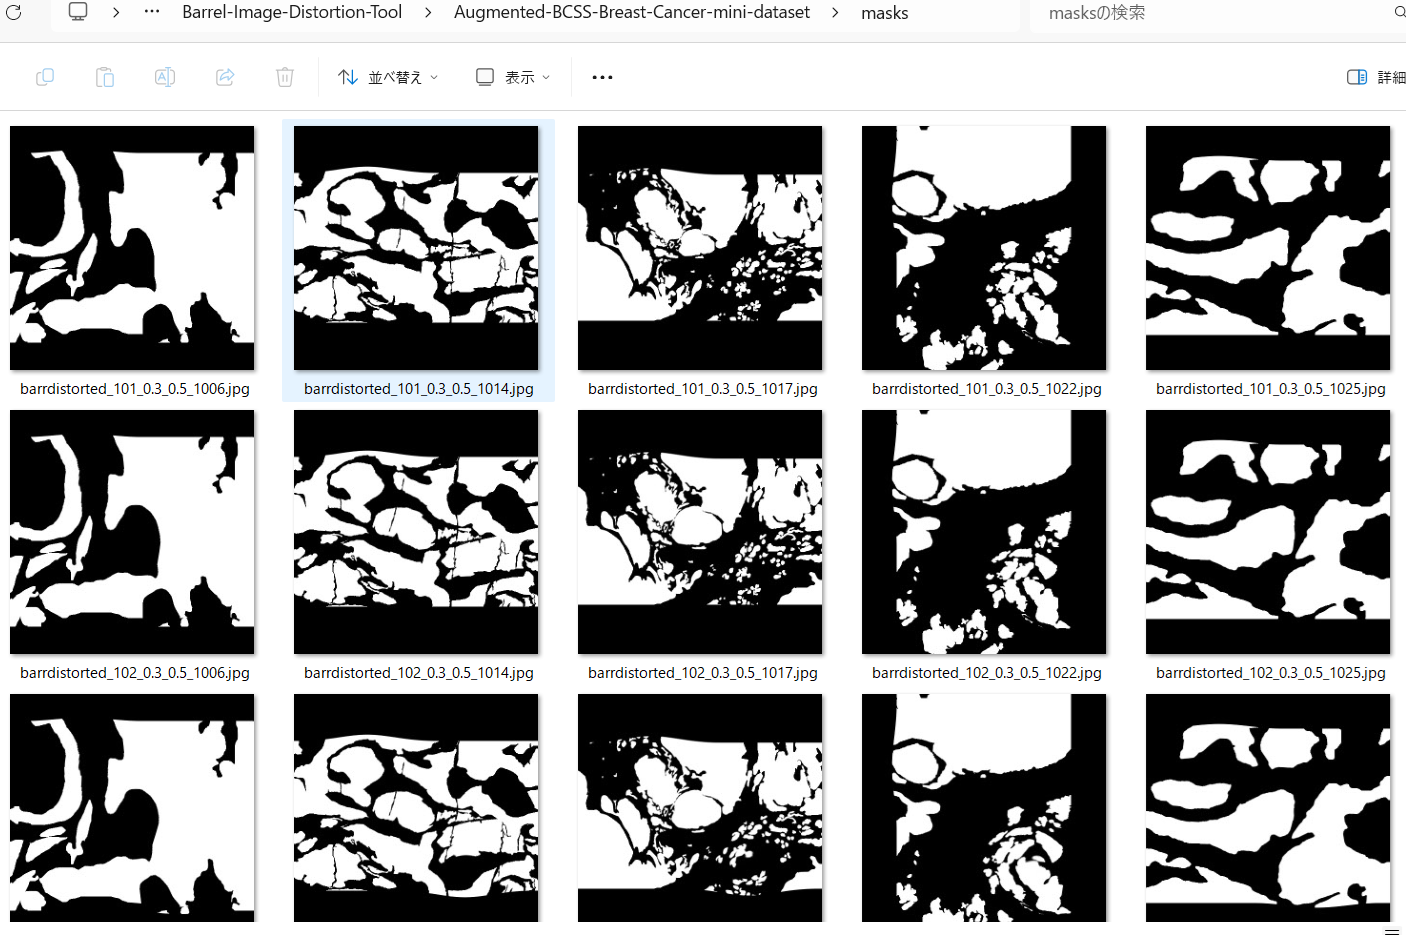 Barrel-Image-Distortion-Tool > Augmented-BCSS-Breast-Cancer-mini-dataset > masks
masksの検索
並べ替え 表示 詳細
barrdistorted_101_0.3_0.5_1006.jpg
barrdistorted_101_0.3_0.5_1014.jpg
barrdistorted_101_0.3_0.5_1017.jpg
barrdistorted_101_0.3_0.5_1022.jpg
barrdistorted_101_0.3_0.5_1025.jpg
barrdistorted_102_0.3_0.5_1006.jpg
barrdistorted_102_0.3_0.5_1014.jpg
barrdistorted_102_0.3_0.5_1017.jpg
barrdistorted_102_0.3_0.5_1022.jpg
barrdistorted_102_0.3_0.5_1025.jpg